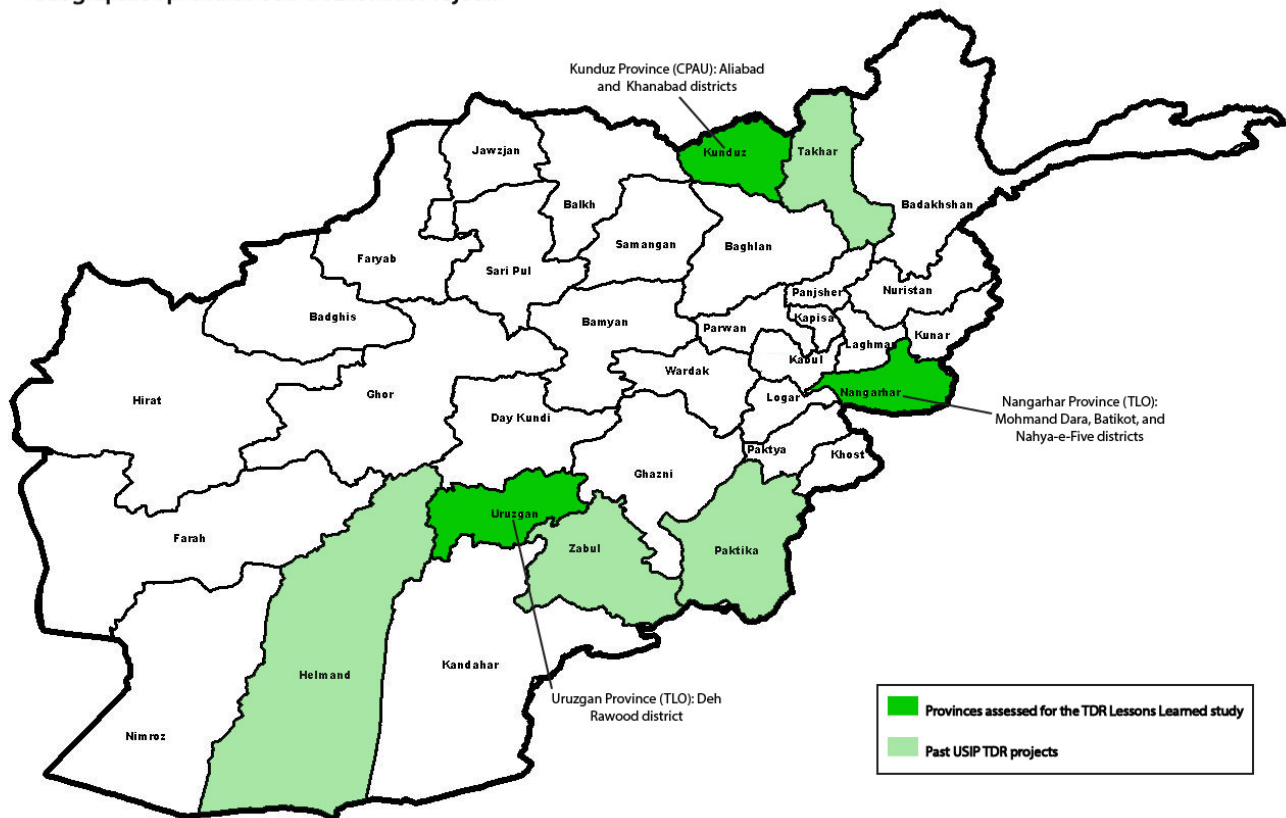 Kunduz Province (CPAU): Aliabad
and Khanabad districts
Jawzjan
Kunduz
Takhar
Balkh
Badakhshan
Samangan
Baghlan
Faryab
Sari Pul
Panjsher
Nuristan
Badghis
Bamyan
Kapisa
Parwan
Kunar
Laghman
Kabul
Wardak
Hirat
Ghor
Logar
Nangarhar
Day Kundi
Nangarhar Province (TLO):
Mohmand Dara, Batikot, and
Nahya-e-Five districts
Paktya
Khost
Ghazni
Uruzgan
Farah
Zabul
Paktika
Helmand
Kandahar
Uruzgan Province (TLO): Deh
Rawood district
Nimroz
Provinces assessed for the TDR Lessons Learned study
Past USIP TDR projects